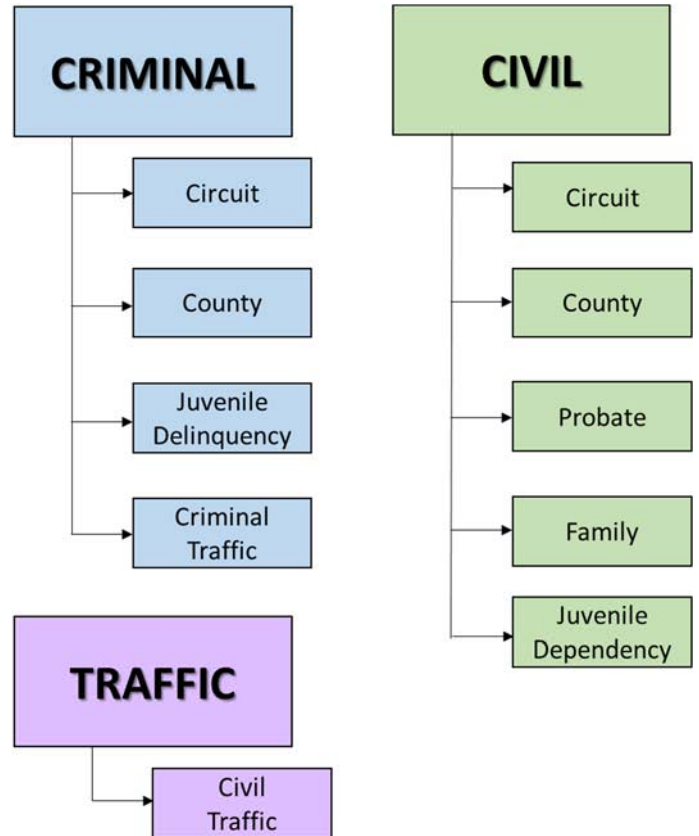 CRIMINAL
Circuit
County
Juvenile
Delinquency
Criminal
Traffic
CIVIL
Circuit
County
Probate
Family
Juvenile
Dependency
TRAFFIC
Civil
Traffic